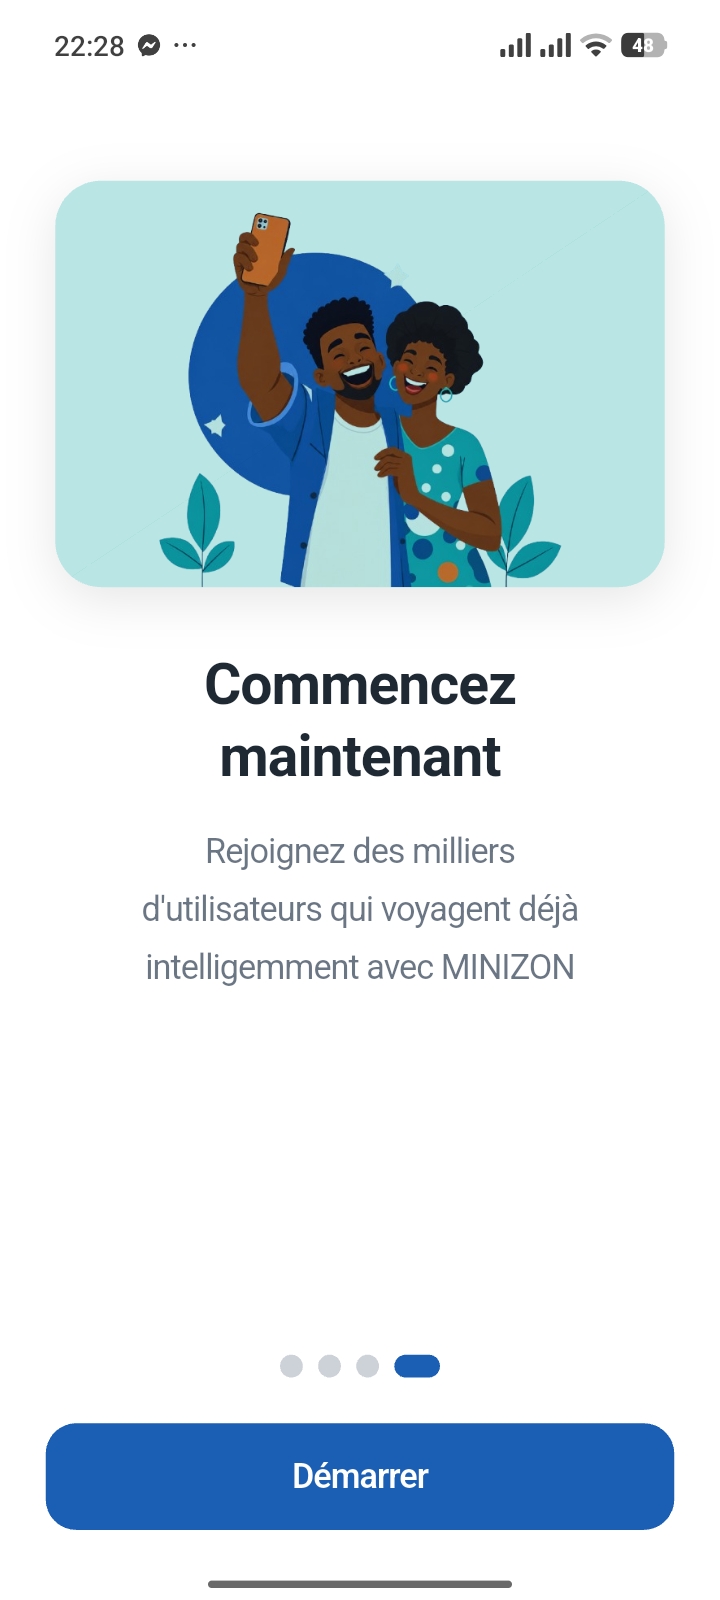 22:28
48
Commencez
maintenant
Rejoignez des milliers
d'utilisateurs qui voyagent déjà
intelligemment avec MINIZON
Démarrer